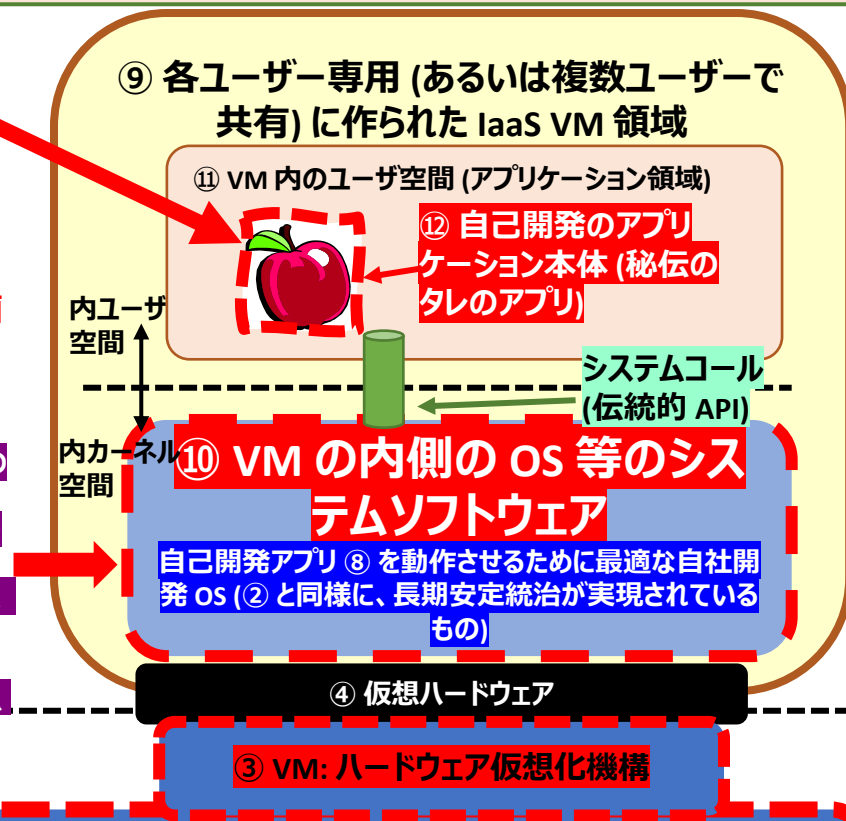 ⑨ 各ユーザー専用 (あるいは複数ユーザーで
共有) に作られた IaaS VM 領域
⑪ VM 内のユーザ空間 (アプリケーション領域)
⑫ 自己開発のアプリ
ケーション本体 (秘伝の
タレのアプリ)
内ユーザ
空間
システムコール
(伝統的 API)
内カーネル
空間
⑩ VM の内側の OS 等のシス
テムソフトウェア
自己開発アプリ ⑧ を動作させるために最適な自社開
発 OS (② と同様に、長期安定統治が実現されている
もの)
④ 仮想ハードウェア
③ VM: ハードウェア仮想化機構